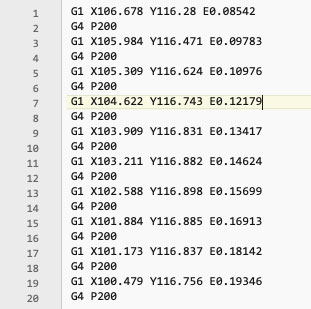 1 G1 X106.678 Y116.28 E0.08542
2 G4 P200
3 G1 X105.984 Y116.471 E0.09783
4 G4 P200
5 G1 X105.309 Y116.624 E0.10976
6 G4 P200
7 G1 X104.622 Y116.743 E0.12179
8 G4 P200
9 G1 X103.909 Y116.831 E0.13417
10 G4 P200
11 G1 X103.211 Y116.882 E0.14624
12 G4 P200
13 G1 X102.588 Y116.898 E0.15699
14 G4 P200
15 G1 X101.884 Y116.885 E0.16913
16 G4 P200
17 G1 X101.173 Y116.837 E0.18142
18 G4 P200
19 G1 X100.479 Y116.756 E0.19346
20 G4 P200